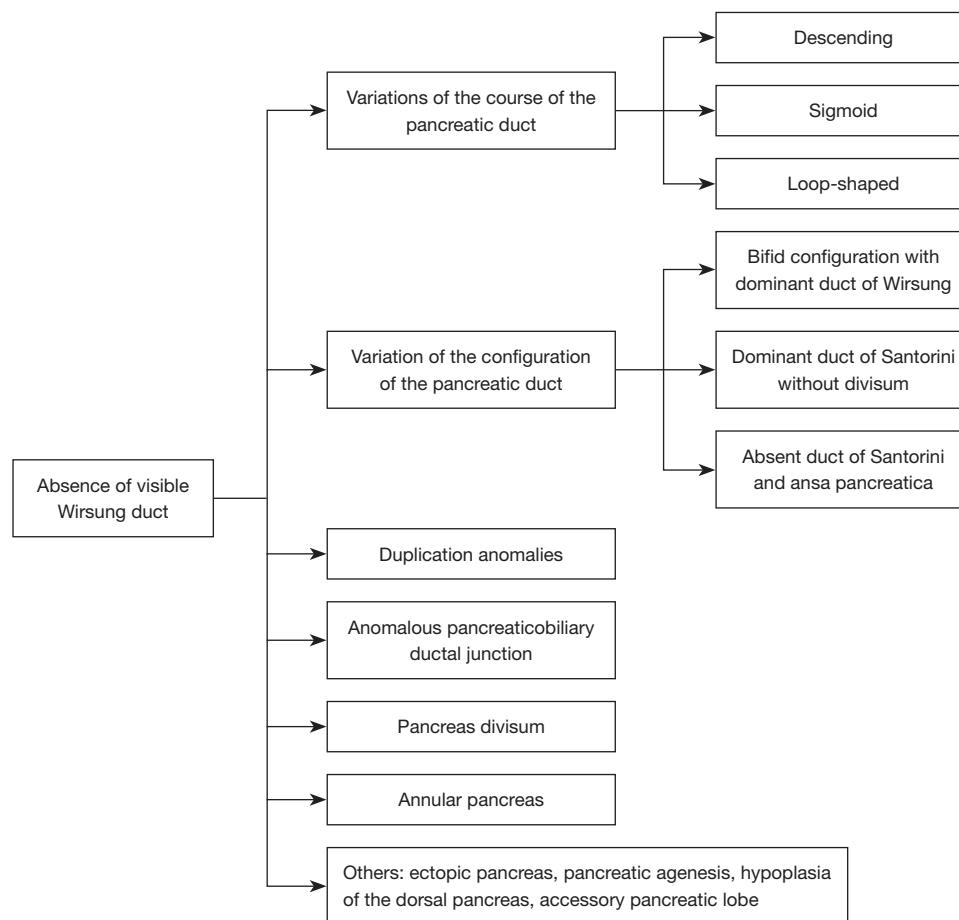 Descending
Variations of the course of the
pancreatic duct
Sigmoid
Loop-shaped
Bifid configuration with
dominant duct of Wirsung
Variation of the configuration
of the pancreatic duct
Dominant duct of Santorini
without divisum
Absent duct of Santorini
and ansa pancreatica
Absence of visible
Wirsung duct
Duplication anomalies
Anomalous pancreaticobiliary
ductal junction
Pancreas divisum
Annular pancreas
Others: ectopic pancreas, pancreatic agenesis, hypoplasia
of the dorsal pancreas, accessory pancreatic lobe